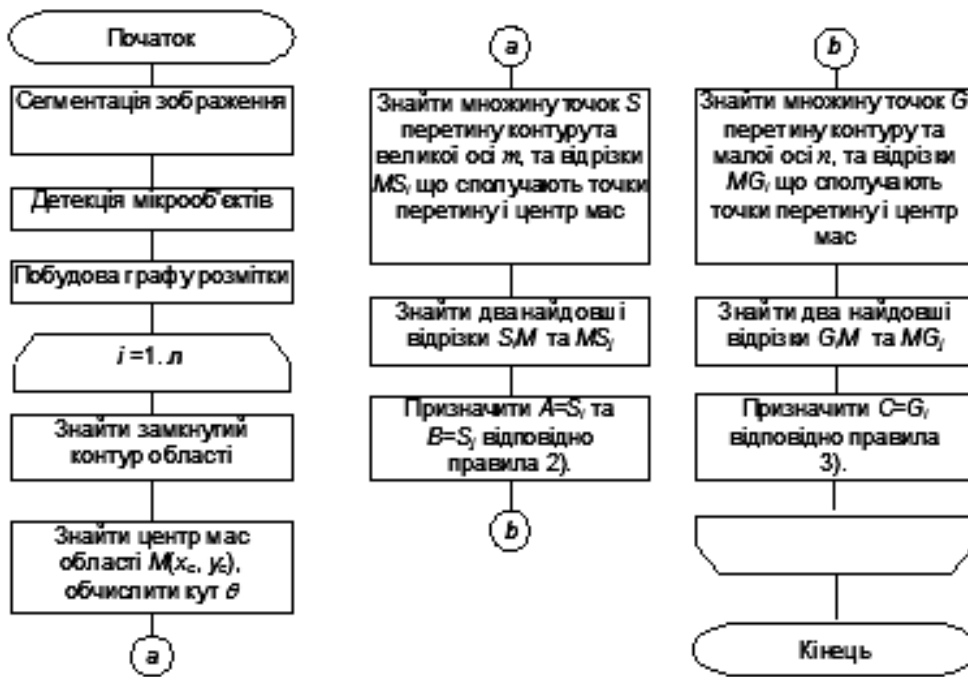 Початок
Сегментація зображення
Детекція мікрооб'єктів
Побудова графу розмітки
i =1. n
Знайти замкнутий
контур області
Знайти центр мас
області M(xc, yc),
обчислити кут θ
a
a
Знайти множину точок S
перетину контуру та
великої осі m, та відрізки
MSi що сполучають точки
перетину і центр мас
Знайти два найдовші
відрізки SiM та MSj
Призначити A=Si та
B=Sj відповідно
правила 2).
b
b
Знайти множину точок G
перетину контуру та
малої осі n, та відрізки
MGi що сполучають
точки перетину і центр
мас
Знайти два найдовші
відрізки GiM та MGj
Призначити C=Gi
відповідно правила
3).
Кінець